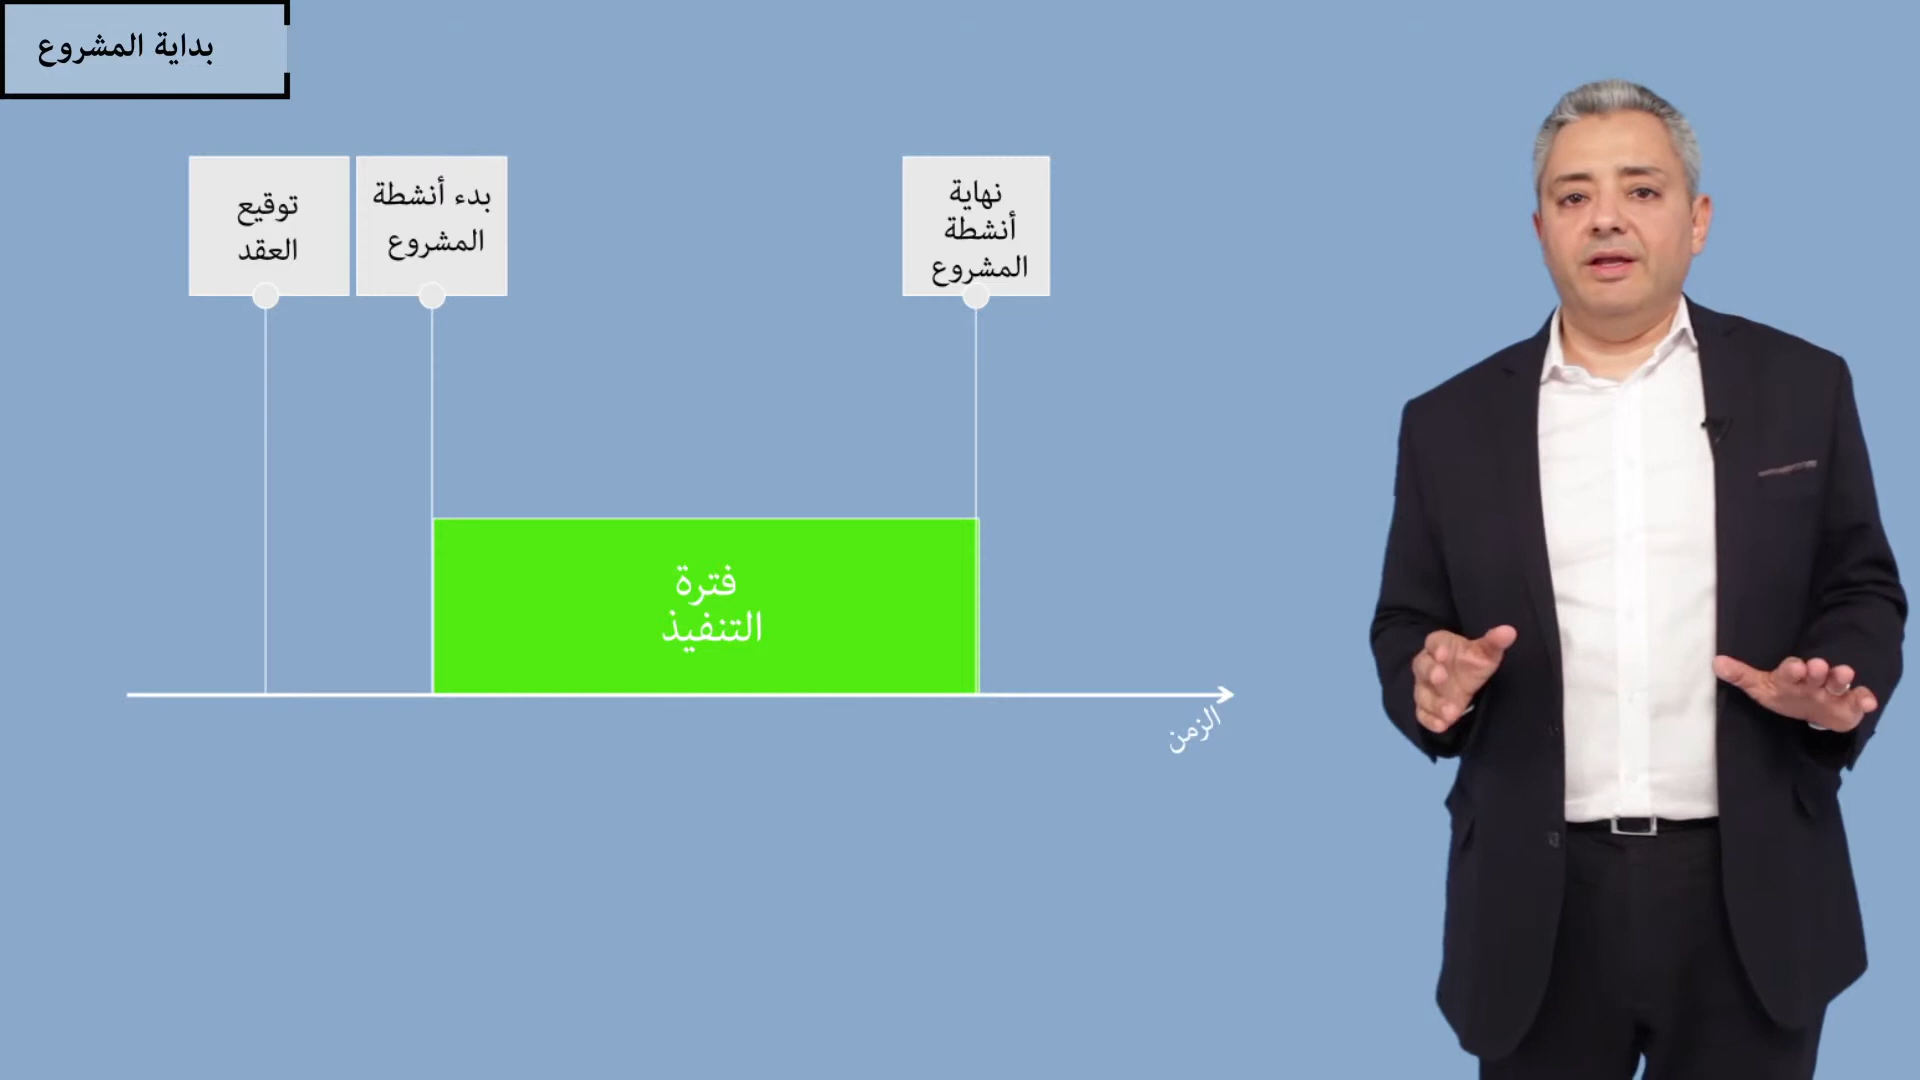 بداية المشروع
توقيع
العقد
بدء أنشطة
المشروع
نهاية
أنشطة
المشروع
فترة
التنفيذ
الزمن